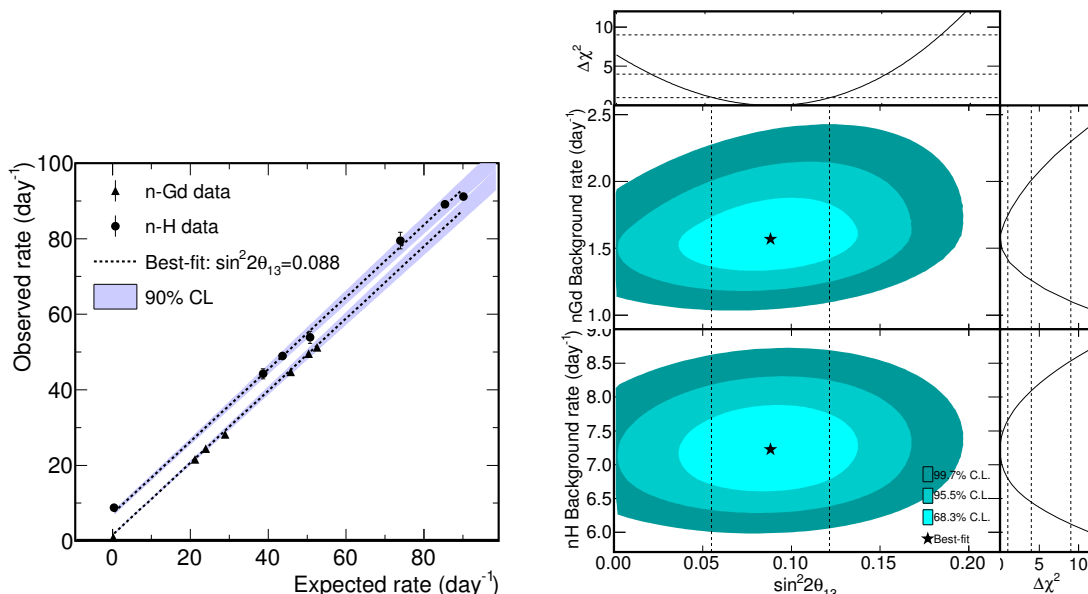 Observed rate (day⁻¹)
100
80
60
40
20
0
n-Gd data
n-H data
Best-fit: sin²2θ₁₃=0.088
90% CL
0 20 40 60 80
Expected rate (day⁻¹)
Δχ²
10
5
0
nGd Background rate (day⁻¹)
2.5
2.0
1.5
1.0
nH Background rate (day⁻¹)
9.0
8.5
8.0
7.5
7.0
6.5
6.0
99.7% C.L.
95.5% C.L.
68.3% C.L.
Best-fit
0.00 0.05 0.10 0.15 0.20
sin²2θ₁₃
0 5 10
Δχ²